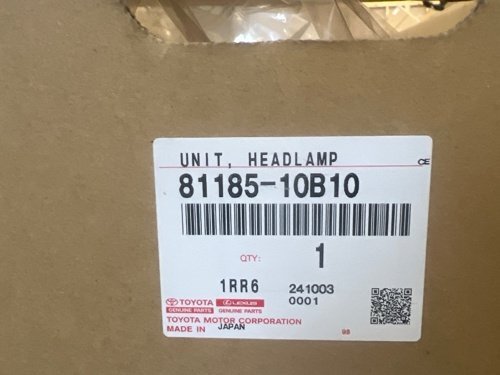 UNIT, HEADLAMP
CE
81185-10B10
QTY: 1
1RR6 241003
0001
TOYOTA LEXUS
GENUINE PARTS GENUINE PARTS
TOYOTA MOTOR CORPORATION
MADE IN JAPAN
98